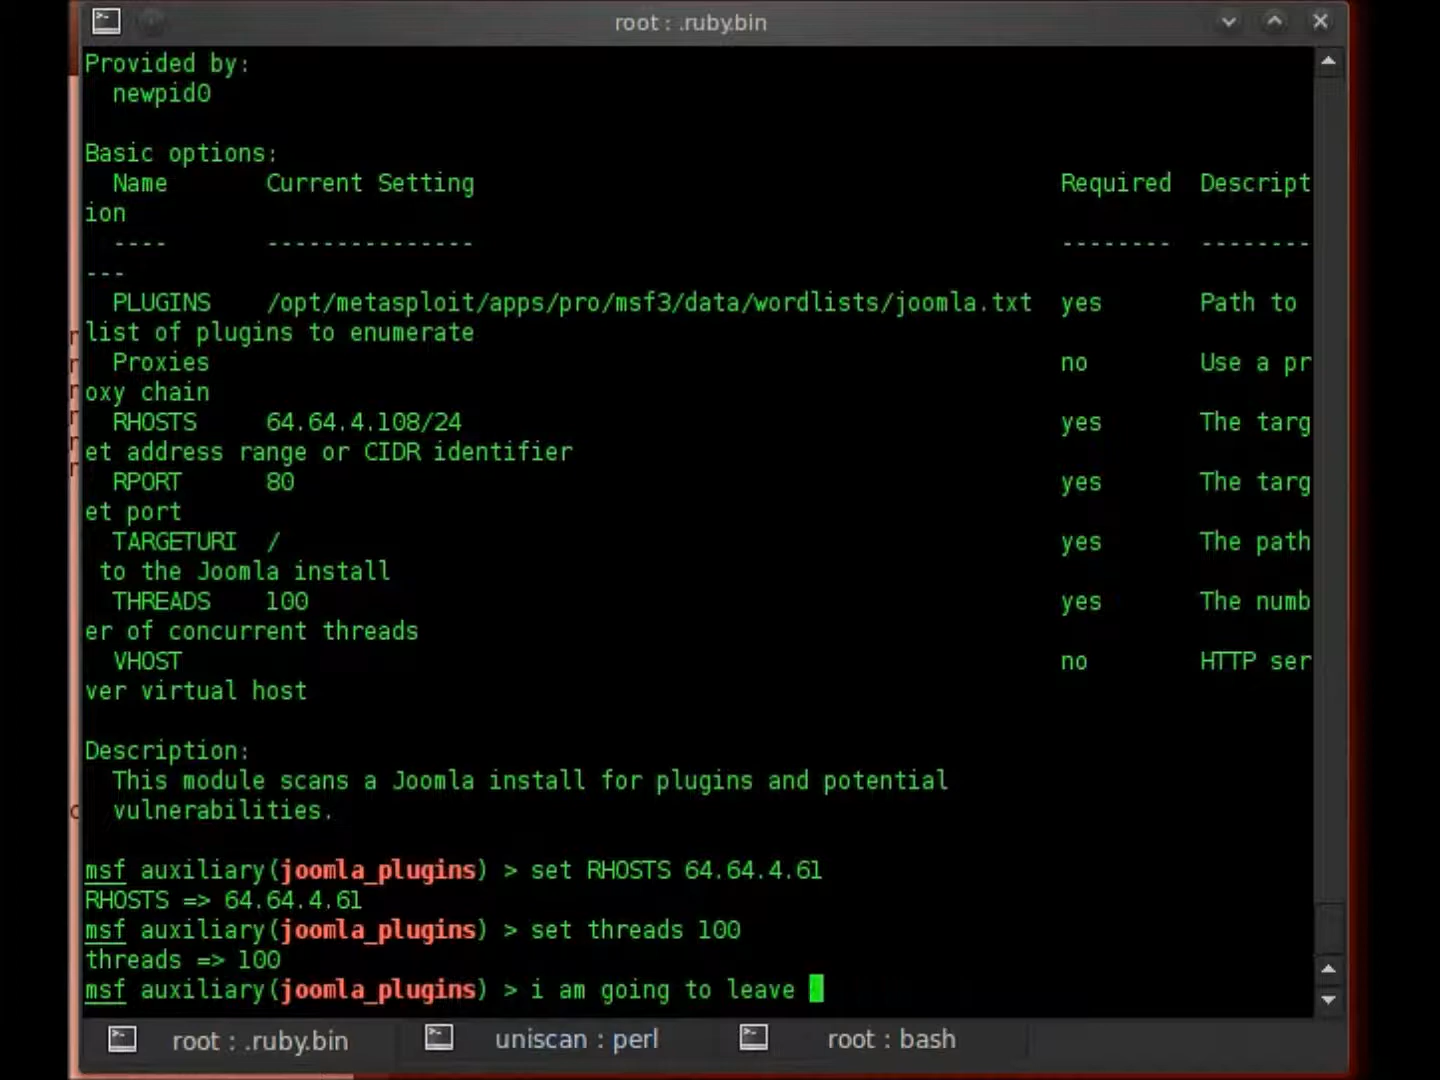 root : .ruby.bin
Provided by:
newpid0
Basic options:
Name Current Setting Required Descript
ion
---- --------------- -------- --------
---
PLUGINS /opt/metasploit/apps/pro/msf3/data/wordlists/joomla.txt yes Path to
list of plugins to enumerate
Proxies no Use a pr
oxy chain
RHOSTS 64.64.4.108/24 yes The targ
et address range or CIDR identifier
RPORT 80 yes The targ
et port
TARGETURI / yes The path
to the Joomla install
THREADS 100 yes The numb
er of concurrent threads
VHOST no HTTP ser
ver virtual host
Description:
This module scans a Joomla install for plugins and potential
vulnerabilities.
msf auxiliary(joomla_plugins) > set RHOSTS 64.64.4.61
RHOSTS => 64.64.4.61
msf auxiliary(joomla_plugins) > set threads 100
threads => 100
msf auxiliary(joomla_plugins) > i am going to leave
root : .ruby.bin uniscan : perl root : bash